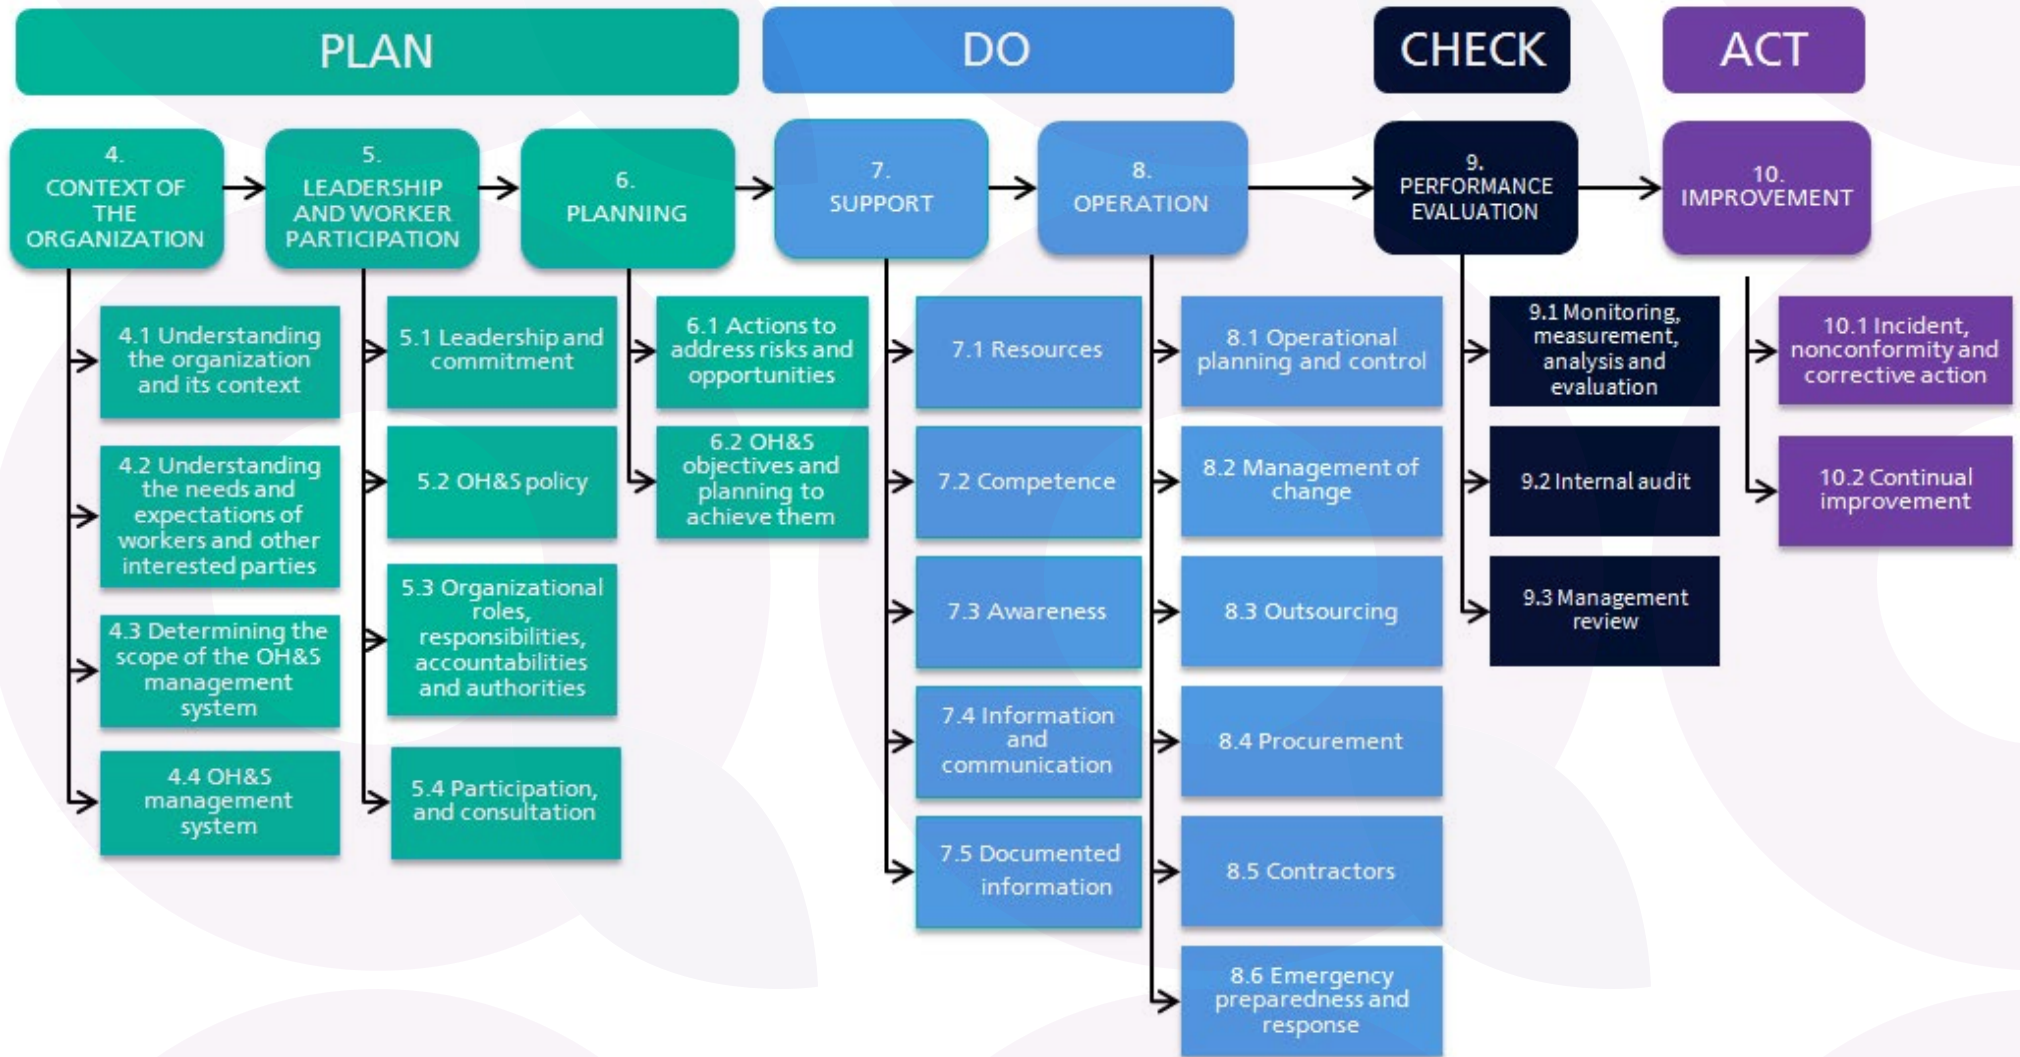 PLAN
DO
CHECK
ACT
4.
CONTEXT OF
THE
ORGANIZATION
5.
LEADERSHIP
AND WORKER
PARTICIPATION
6.
PLANNING
7.
SUPPORT
8.
OPERATION
9.
PERFORMANCE
EVALUATION
10.
IMPROVEMENT
4.1 Understanding
the organization
and its context
4.2 Understanding
the needs and
expectations of
workers and other
interested parties
4.3 Determining the
scope of the OH&S
management
system
4.4 OH&S
management
system
5.1 Leadership and
commitment
5.2 OH&S policy
5.3 Organizational
roles,
responsibilities,
accountabilities
and authorities
5.4 Participation,
and consultation
6.1 Actions to
address risks and
opportunities
6.2 OH&S
objectives and
planning to
achieve them
7.1 Resources
7.2 Competence
7.3 Awareness
7.4 Information
and
communication
7.5 Documented
information
8.1 Operational
planning and control
8.2 Management of
change
8.3 Outsourcing
8.4 Procurement
8.5 Contractors
8.6 Emergency
preparedness and
response
9.1 Monitoring,
measurement,
analysis and
evaluation
9.2 Internal audit
9.3 Management
review
10.1 Incident,
nonconformity and
corrective action
10.2 Continual
improvement